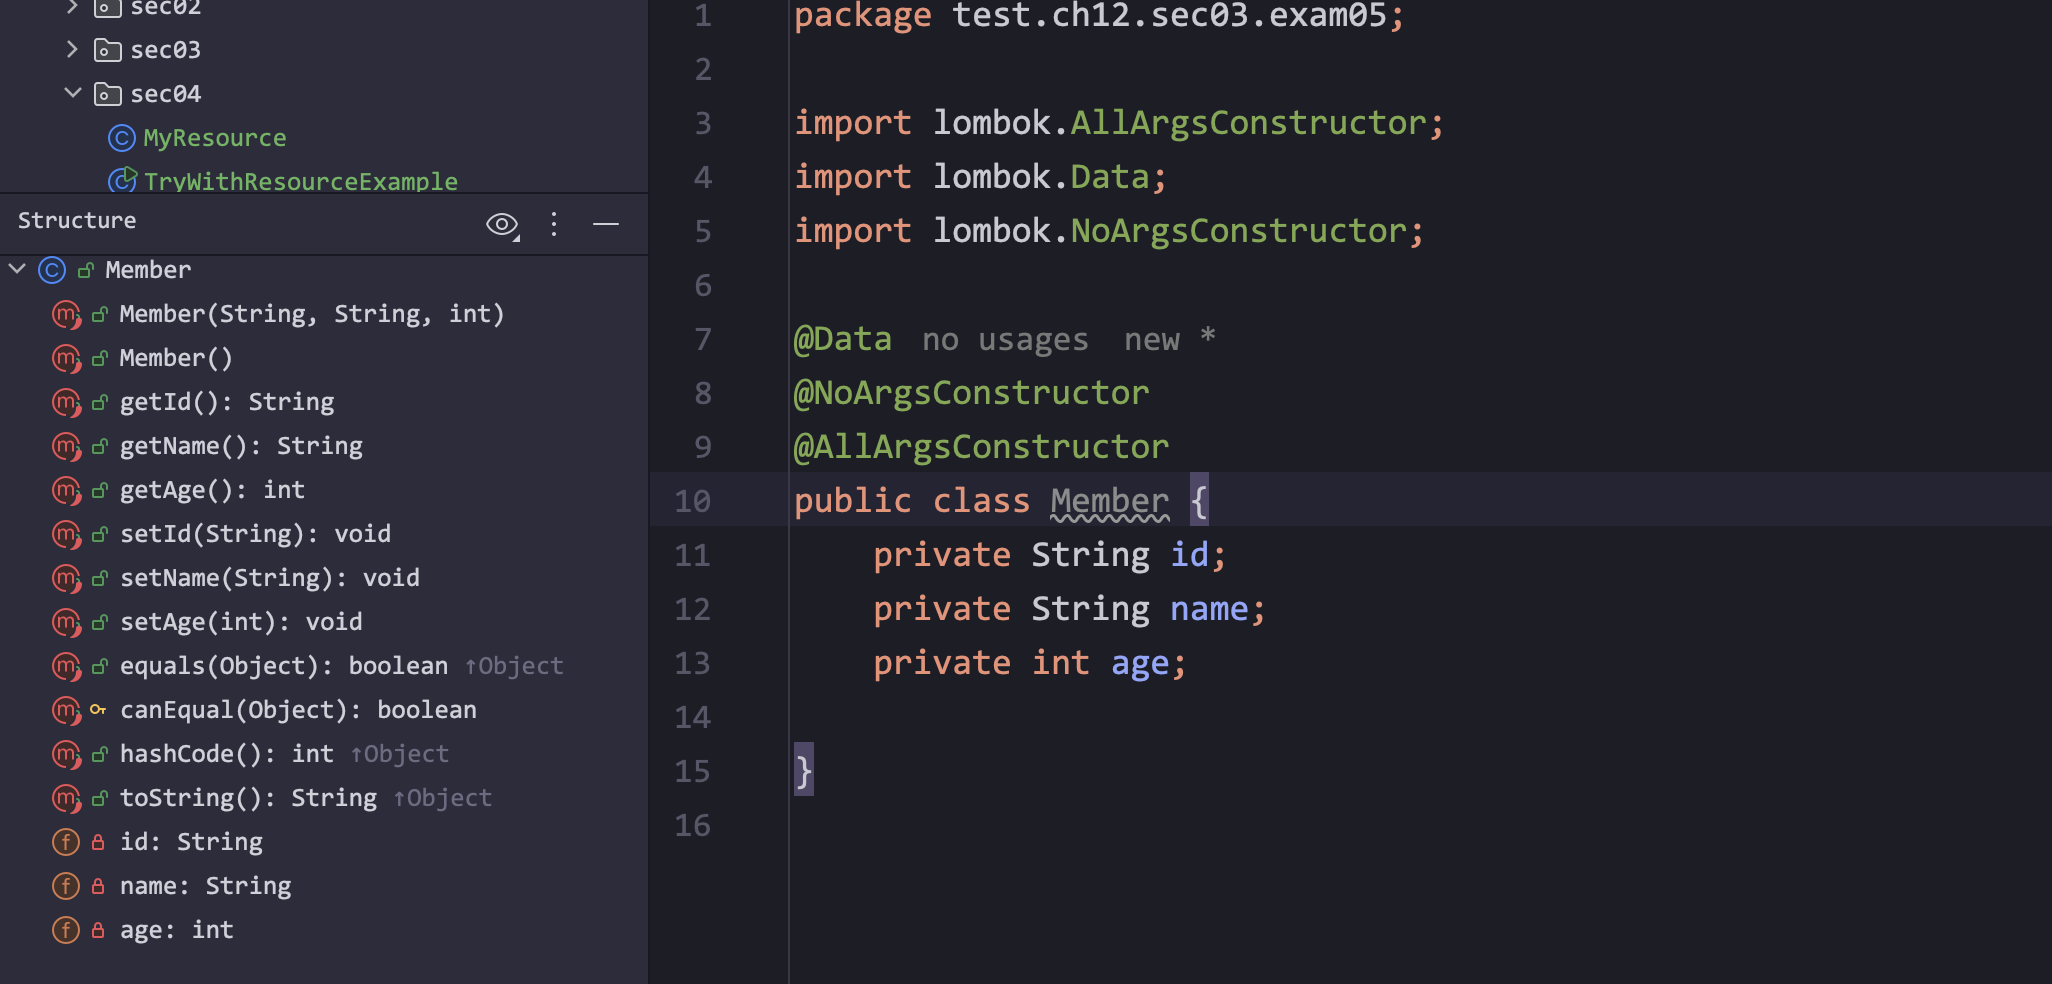 sec02
sec03
sec04
MyResource
TryWithResourceExample
Structure
Member
Member(String, String, int)
Member()
getId(): String
getName(): String
getAge(): int
setId(String): void
setName(String): void
setAge(int): void
equals(Object): boolean ↑Object
canEqual(Object): boolean
hashCode(): int ↑Object
toString(): String ↑Object
id: String
name: String
age: int
1 package test.ch12.sec03.exam05;
2
3 import lombok.AllArgsConstructor;
4 import lombok.Data;
5 import lombok.NoArgsConstructor;
6
7 @Data no usages new *
8 @NoArgsConstructor
9 @AllArgsConstructor
10 public class Member {
11 private String id;
12 private String name;
13 private int age;
14
15 }
16